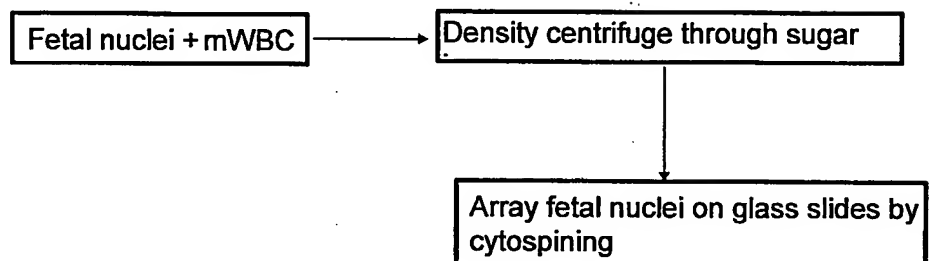 Fetal nuclei + mWBC
Density centrifuge through sugar
Array fetal nuclei on glass slides by
cytospining